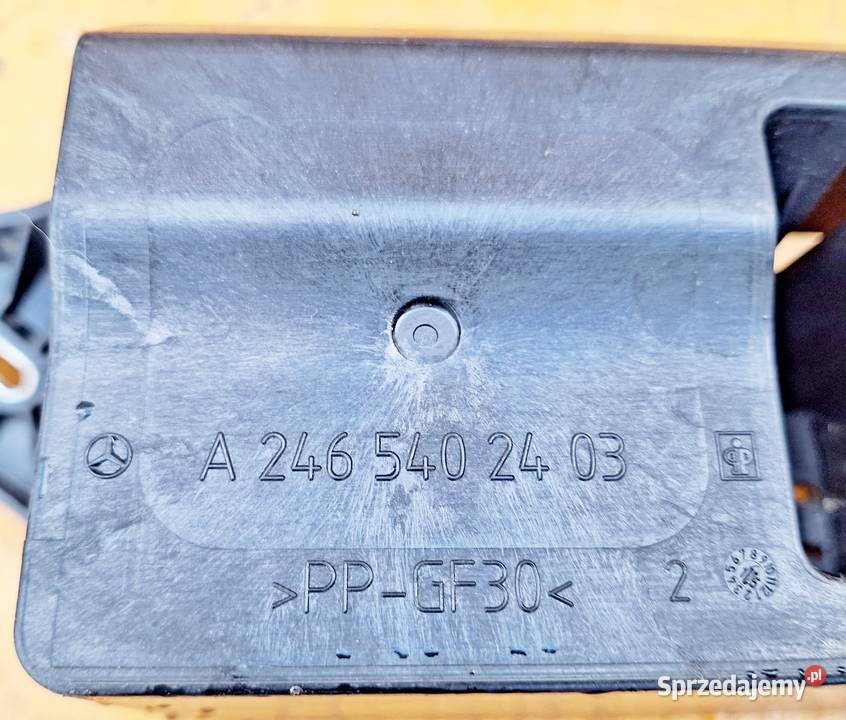 A 246 540 24 03
>PP-GF30< 2
Sprzedajemy.pl